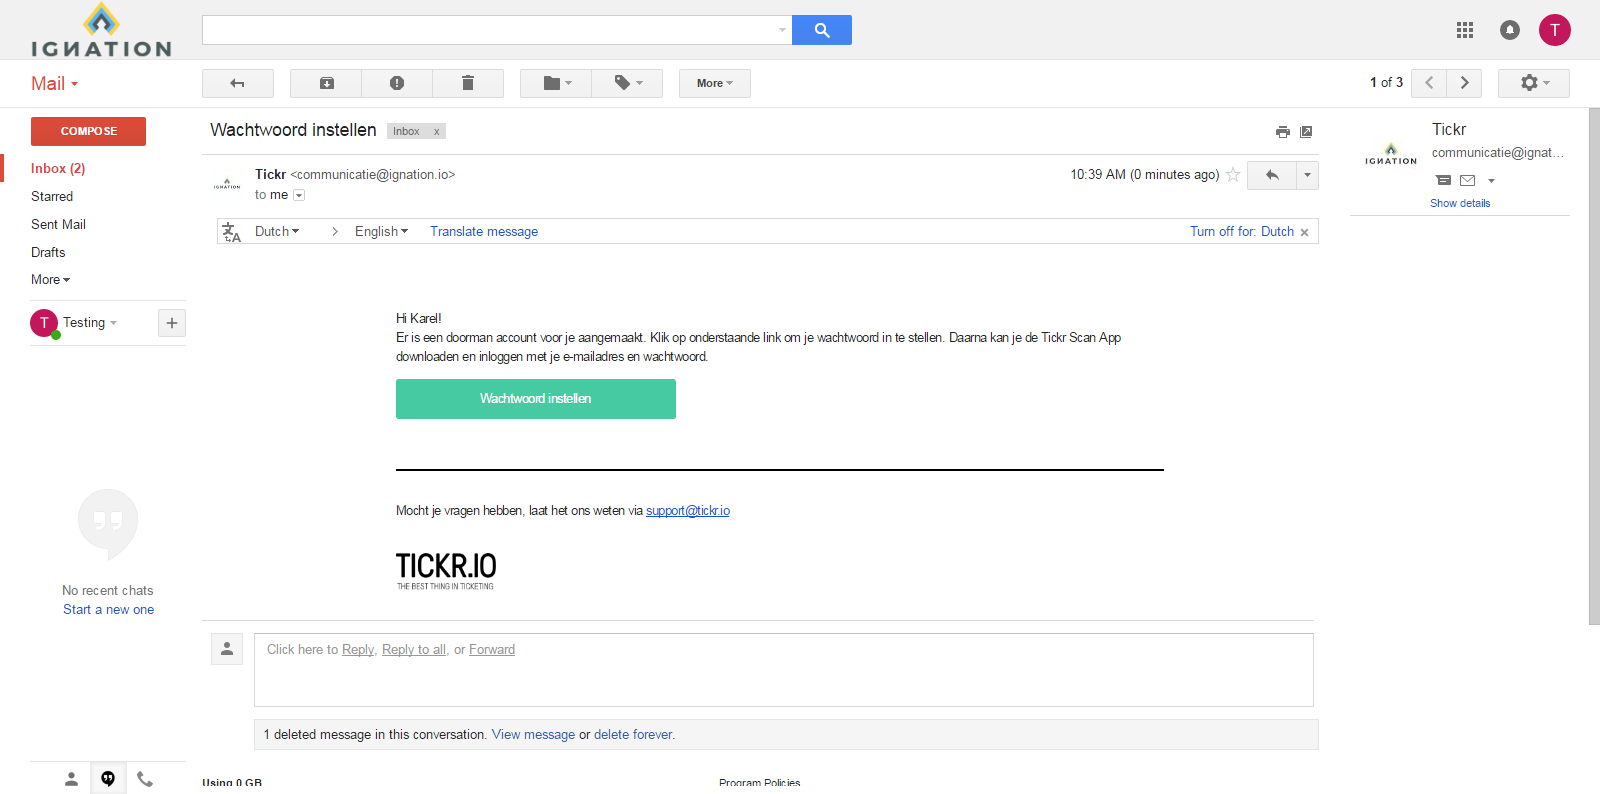 IGNATION
T
Mail
More
1 of 3
COMPOSE
Inbox (2)
Starred
Sent Mail
Drafts
More
T
Testing
No recent chats
Start a new one
Wachtwoord instellen
Inbox x
IGNATION
Tickr <communicatie@ignation.io>
to me
10:39 AM (0 minutes ago)
Dutch
English
Translate message
Turn off for: Dutch
Hi Karel!
Er is een doorman account voor je aangemaakt. Klik op onderstaande link om je wachtwoord in te stellen. Daarna kan je de Tickr Scan App
downloaden en inloggen met je e-mailadres en wachtwoord.
Wachtwoord instellen
Mocht je vragen hebben, laat het ons weten via support@tickr.io
TICKR.IO
THE BEST THING IN TICKETING
Click here to Reply, Reply to all, or Forward
1 deleted message in this conversation. View message or delete forever.
Using 0 GB
Program Policies
IGNATION
Tickr
communicatie@ignat...
Show details